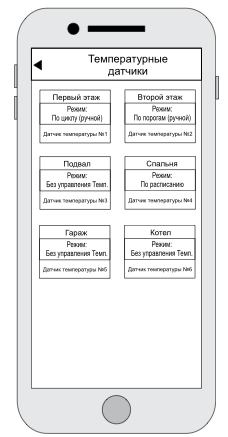 Температурные
датчики
Первый этаж
Режим:
По циклу (ручной)
Датчик температуры №1
Второй этаж
Режим:
По порогам (ручной)
Датчик температуры №2
Подвал
Режим:
Без управления Темп.
Датчик температуры №3
Спальня
Режим:
По расписанию
Датчик температуры №4
Гараж
Режим:
Без управления Темп.
Датчик температуры №5
Котел
Режим:
Без управления Темп.
Датчик температуры №6